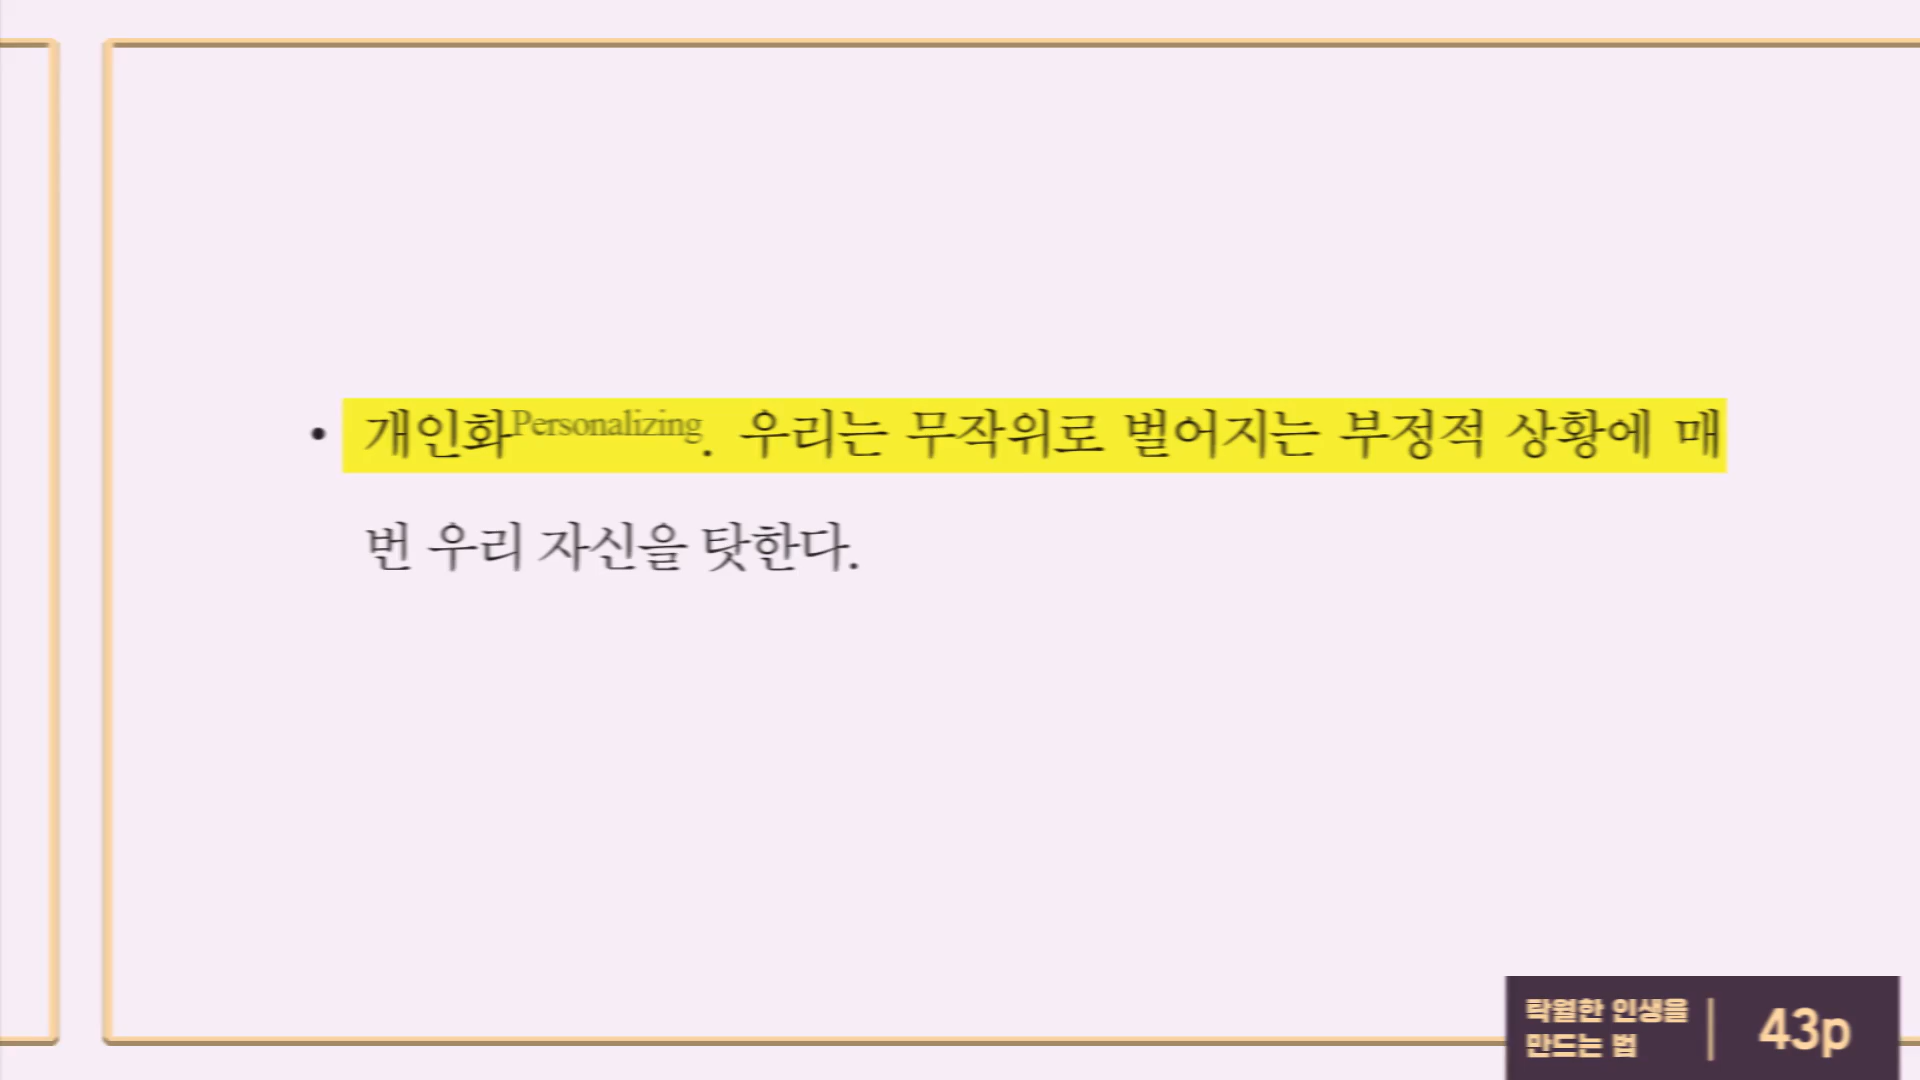 • 개인화Personalizing. 우리는 무작위로 벌어지는 부정적 상황에 매
번 우리 자신을 탓한다.
탁월한 인생을
만드는 법
43p